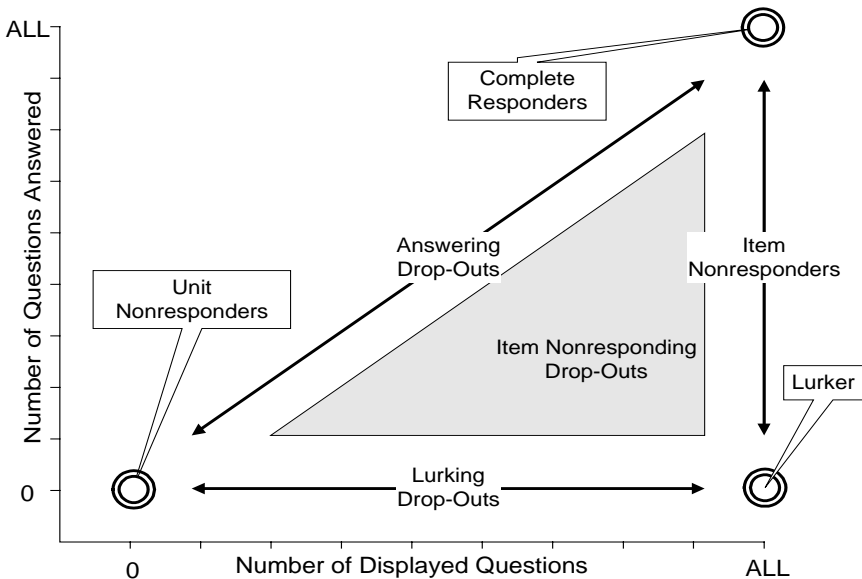 ALL
Complete
Responders
Number of Questions Answered
Answering
Drop-Outs
Item
Nonresponders
Unit
Nonresponders
Item Nonresponding
Drop-Outs
Lurker
Lurking
Drop-Outs
0
0
Number of Displayed Questions
ALL